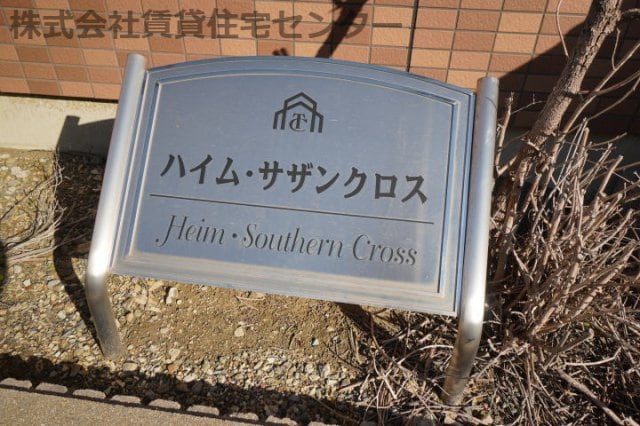 株式会社賃貸住宅センター
ハイム・サザンクロス
Heim・Southern Cross